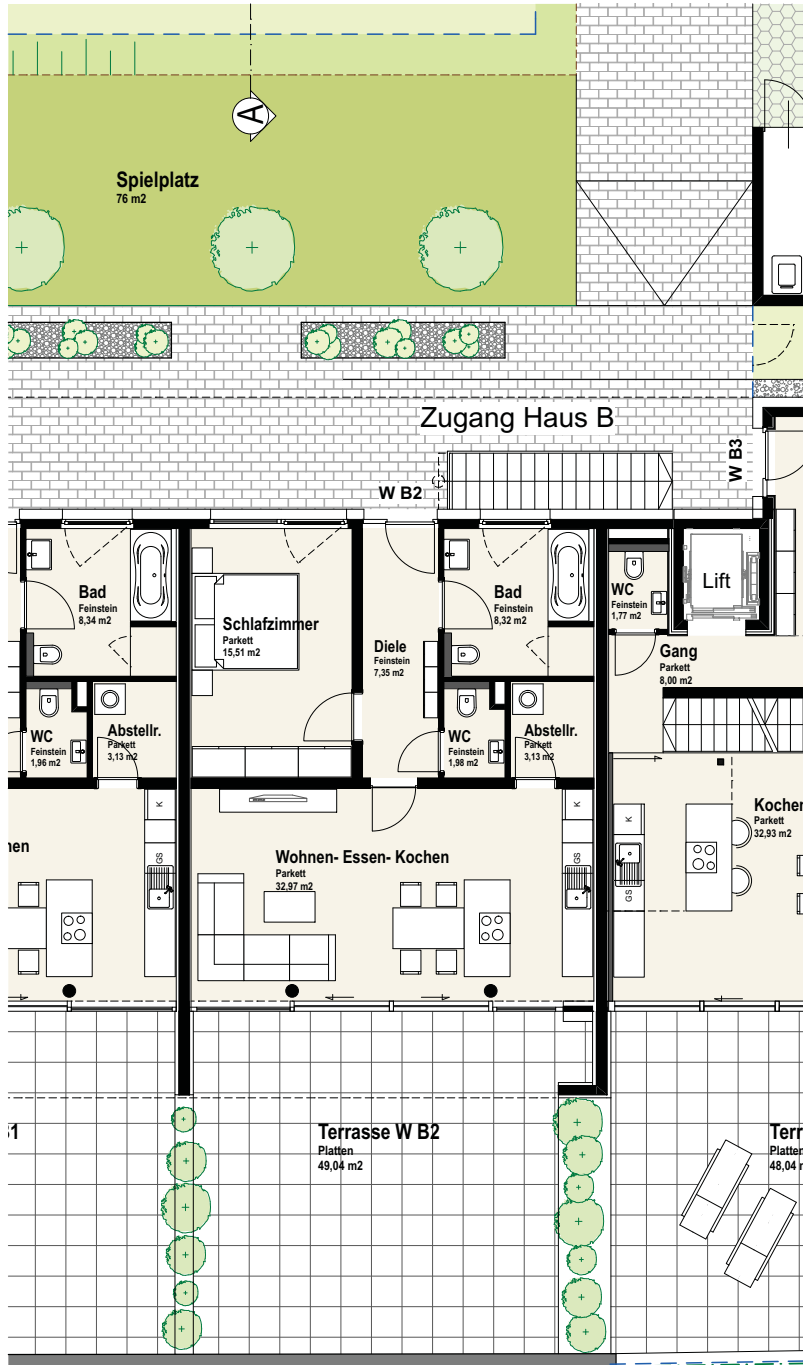 A
Spielplatz
76 m2
Zugang Haus B
W B2
W B3
Bad
Feinstein
8,34 m2
Schlafzimmer
Parkett
15,51 m2
Diele
Feinstein
7,35 m2
Bad
Feinstein
8,32 m2
WC
Feinstein
1,77 m2
Lift
Gang
Parkett
8,00 m2
WC
Feinstein
1,96 m2
Abstellr.
Parkett
3,13 m2
WC
Feinstein
1,98 m2
Abstellr.
Parkett
3,13 m2
K
GS
Wohnen- Essen- Kochen
Parkett
32,97 m2
K
GS
K
GS
Kochen
Parkett
32,93 m2
hen
31
Terrasse W B2
Platten
49,04 m2
Terr
Platten
48,04 m